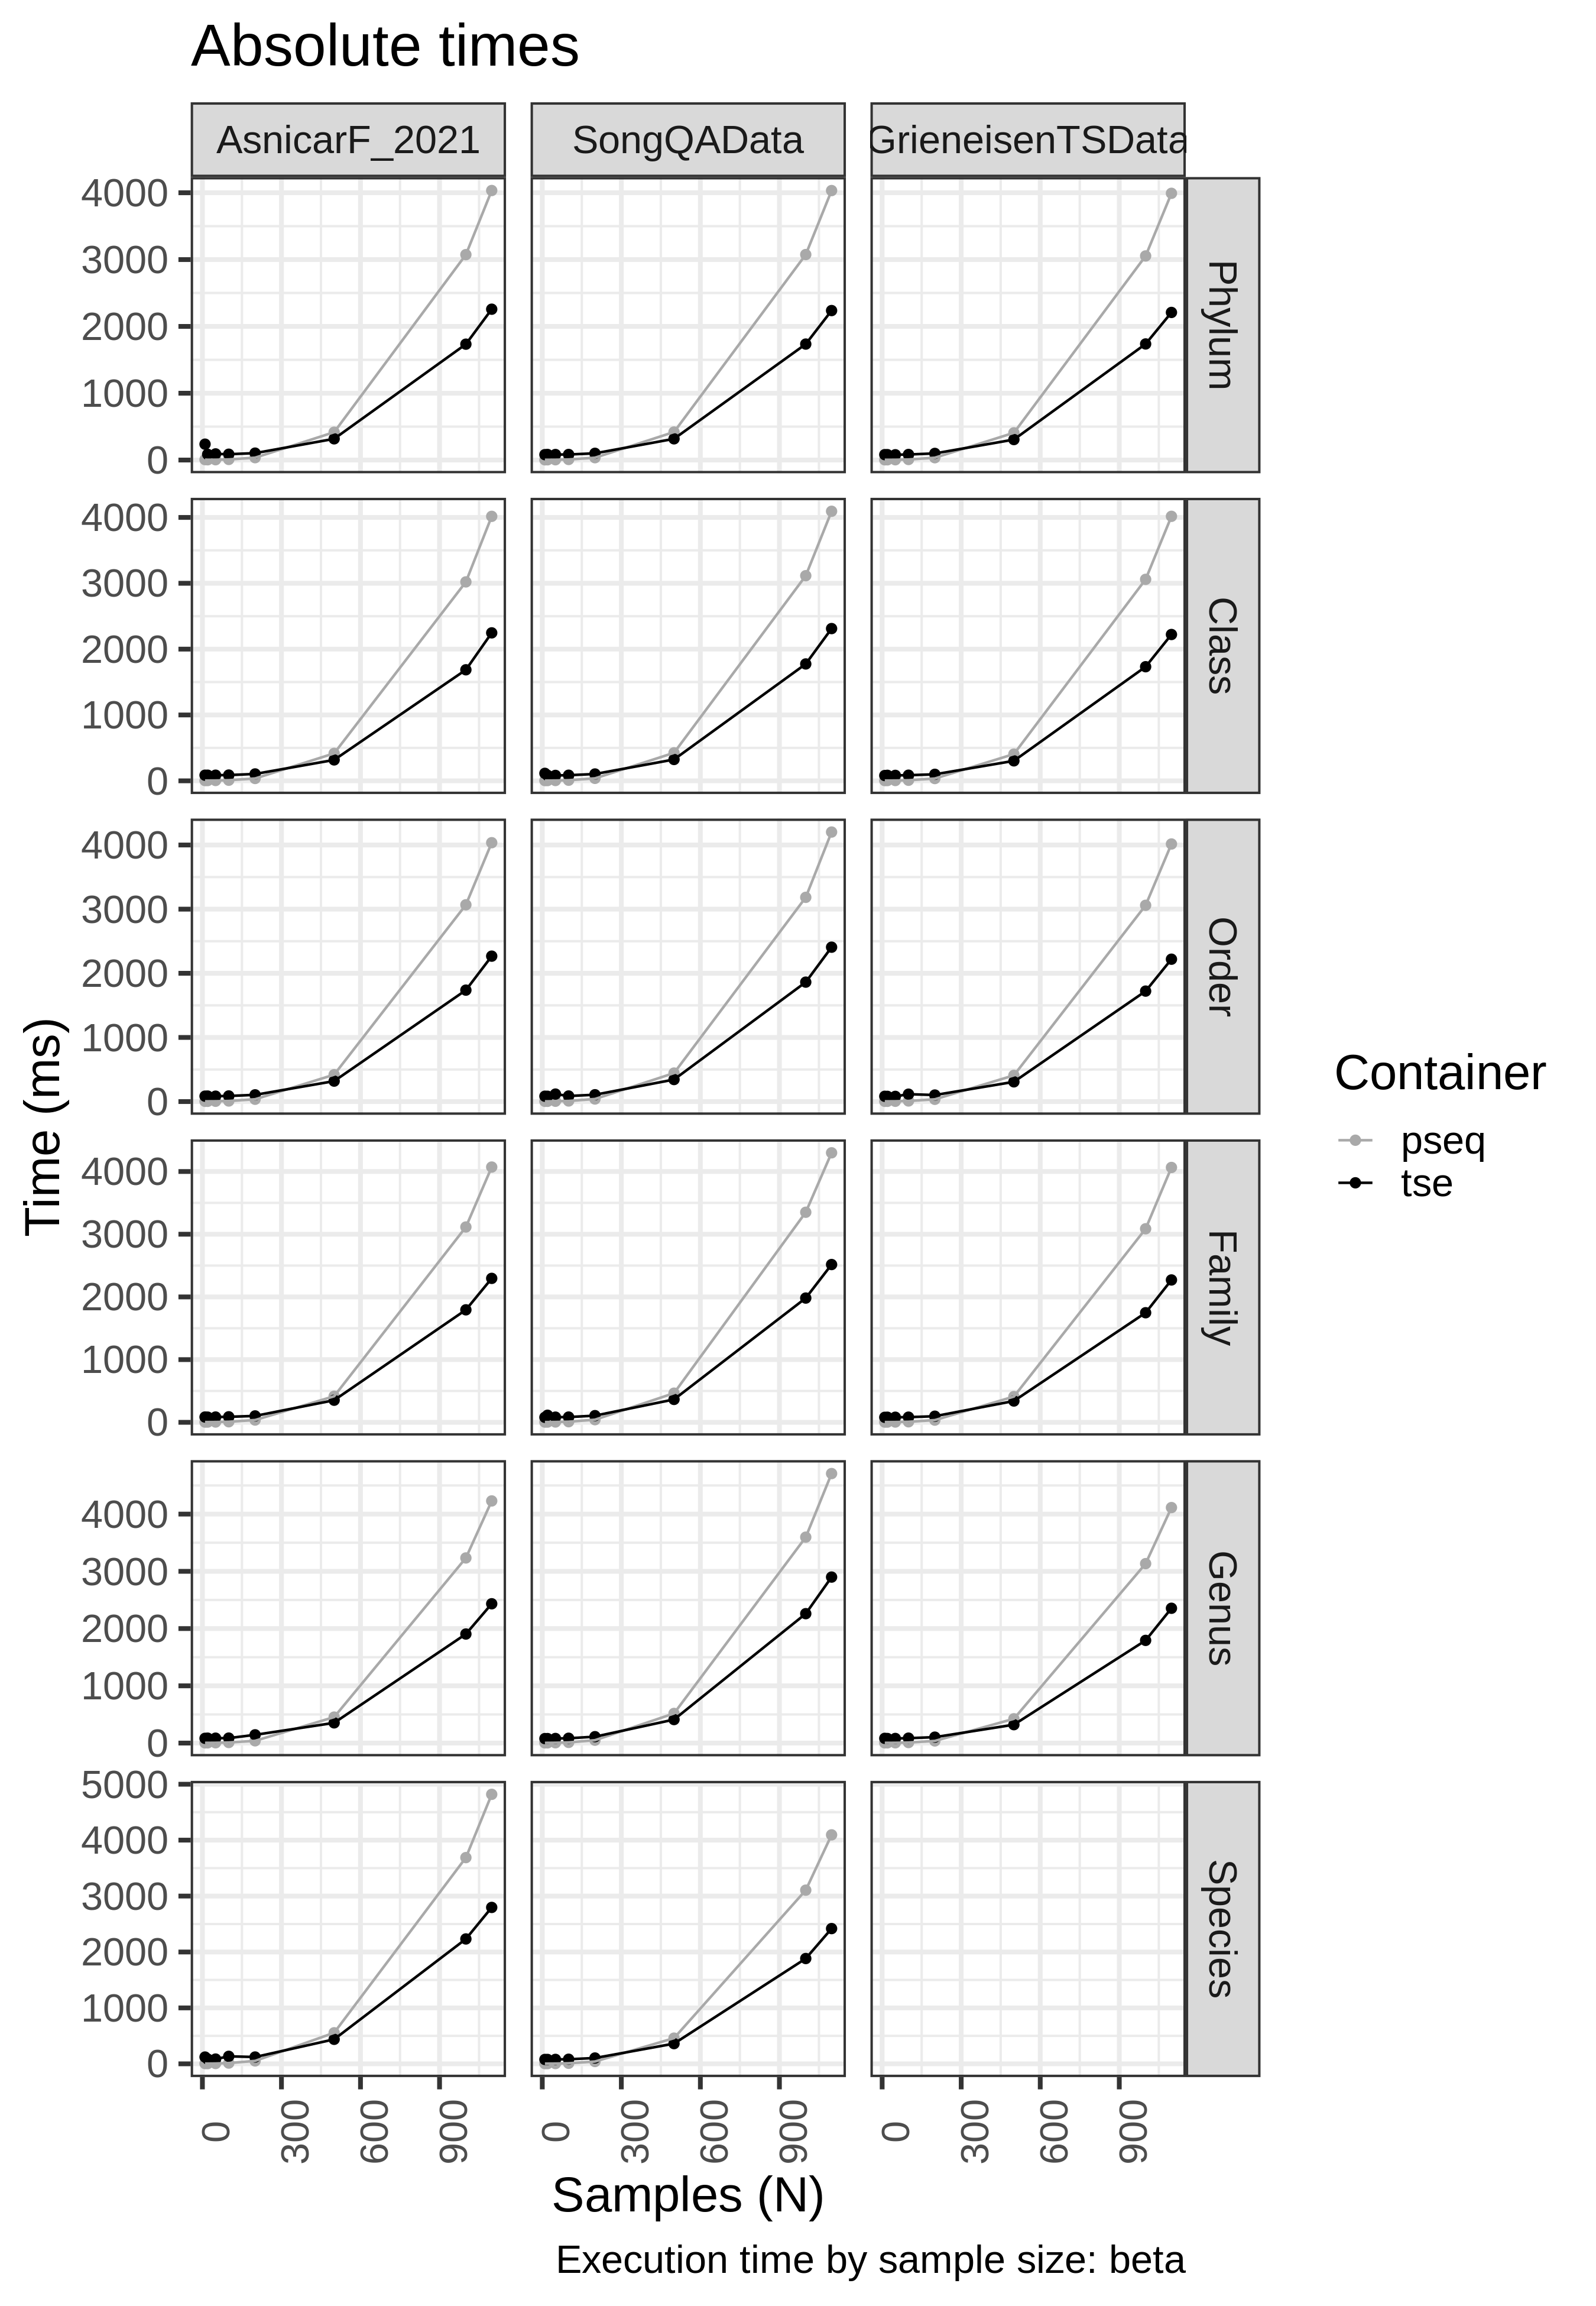 Absolute times
AsnicarF_2021
SongQAData
GrieneisenTSData
4000
3000
2000
1000
0
Phylum
4000
3000
2000
1000
0
Class
4000
3000
2000
1000
0
Order
4000
3000
2000
1000
0
Family
4000
3000
2000
1000
0
Genus
5000
4000
3000
2000
1000
0
Species
Time (ms)
0 300 600 900
0 300 600 900
0 300 600 900
Samples (N)
Execution time by sample size: beta
Container
pseq
tse